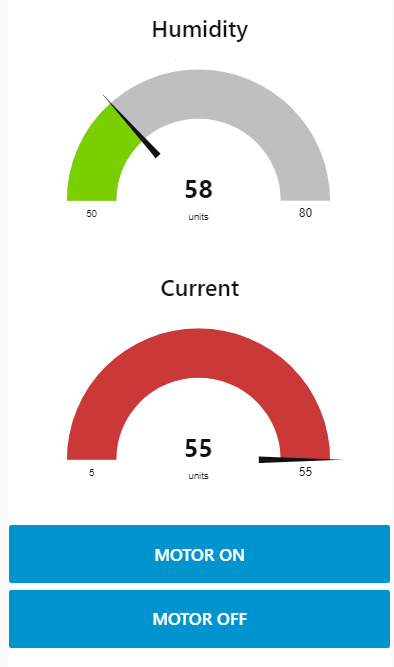 Humidity
58
50
units
80
Current
55
5
units
55
MOTOR ON
MOTOR OFF